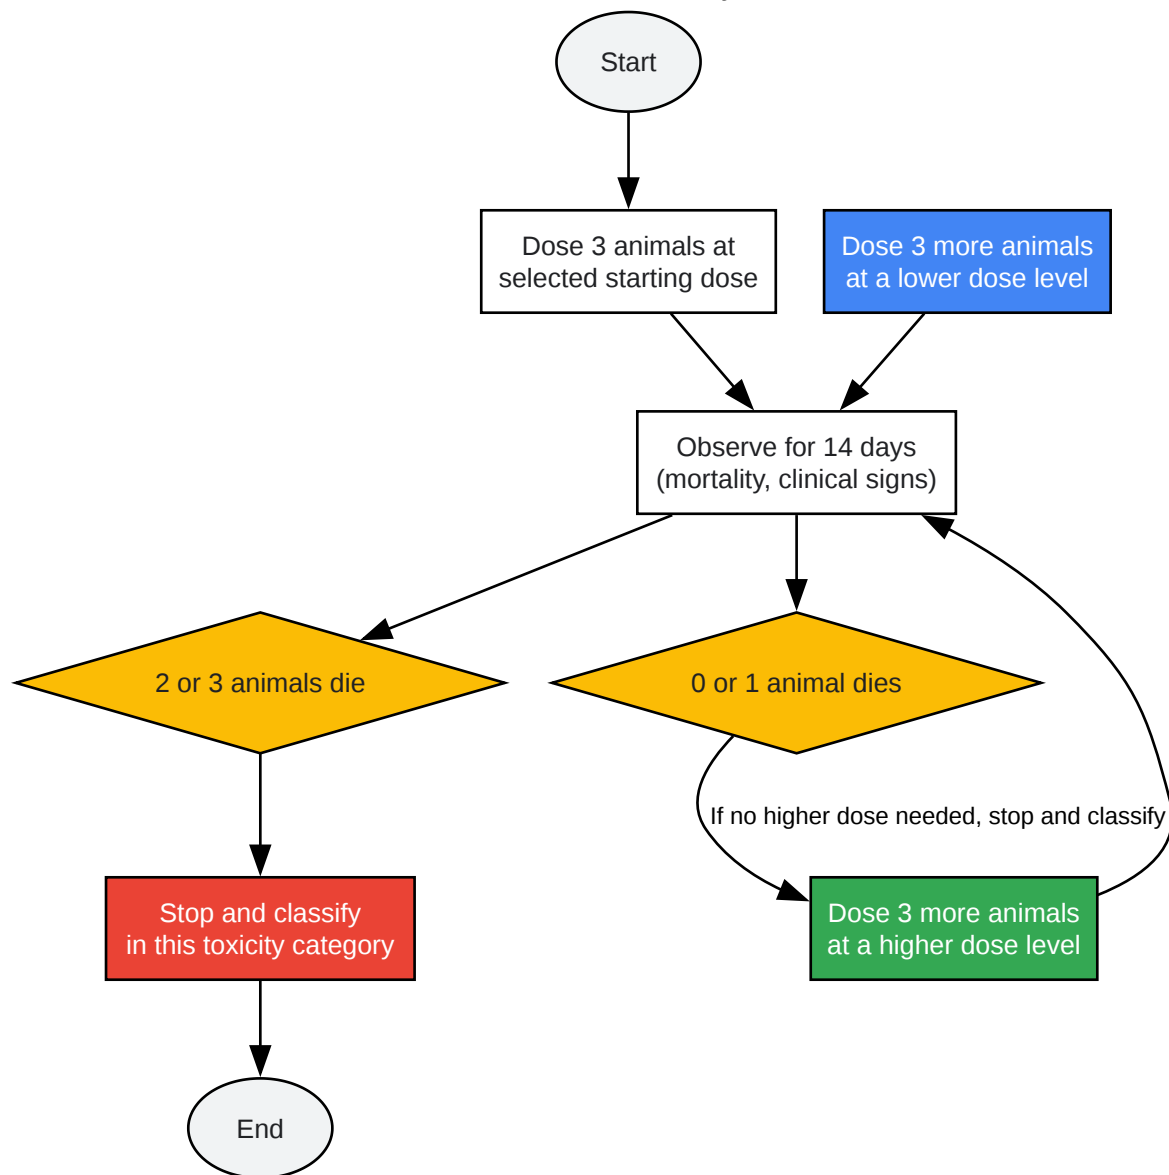 Start
Dose 3 animals at
selected starting dose
Dose 3 more animals
at a lower dose level
Observe for 14 days
(mortality, clinical signs)
2 or 3 animals die
0 or 1 animal dies
If no higher dose needed, stop and classify
Stop and classify
in this toxicity category
Dose 3 more animals
at a higher dose level
End